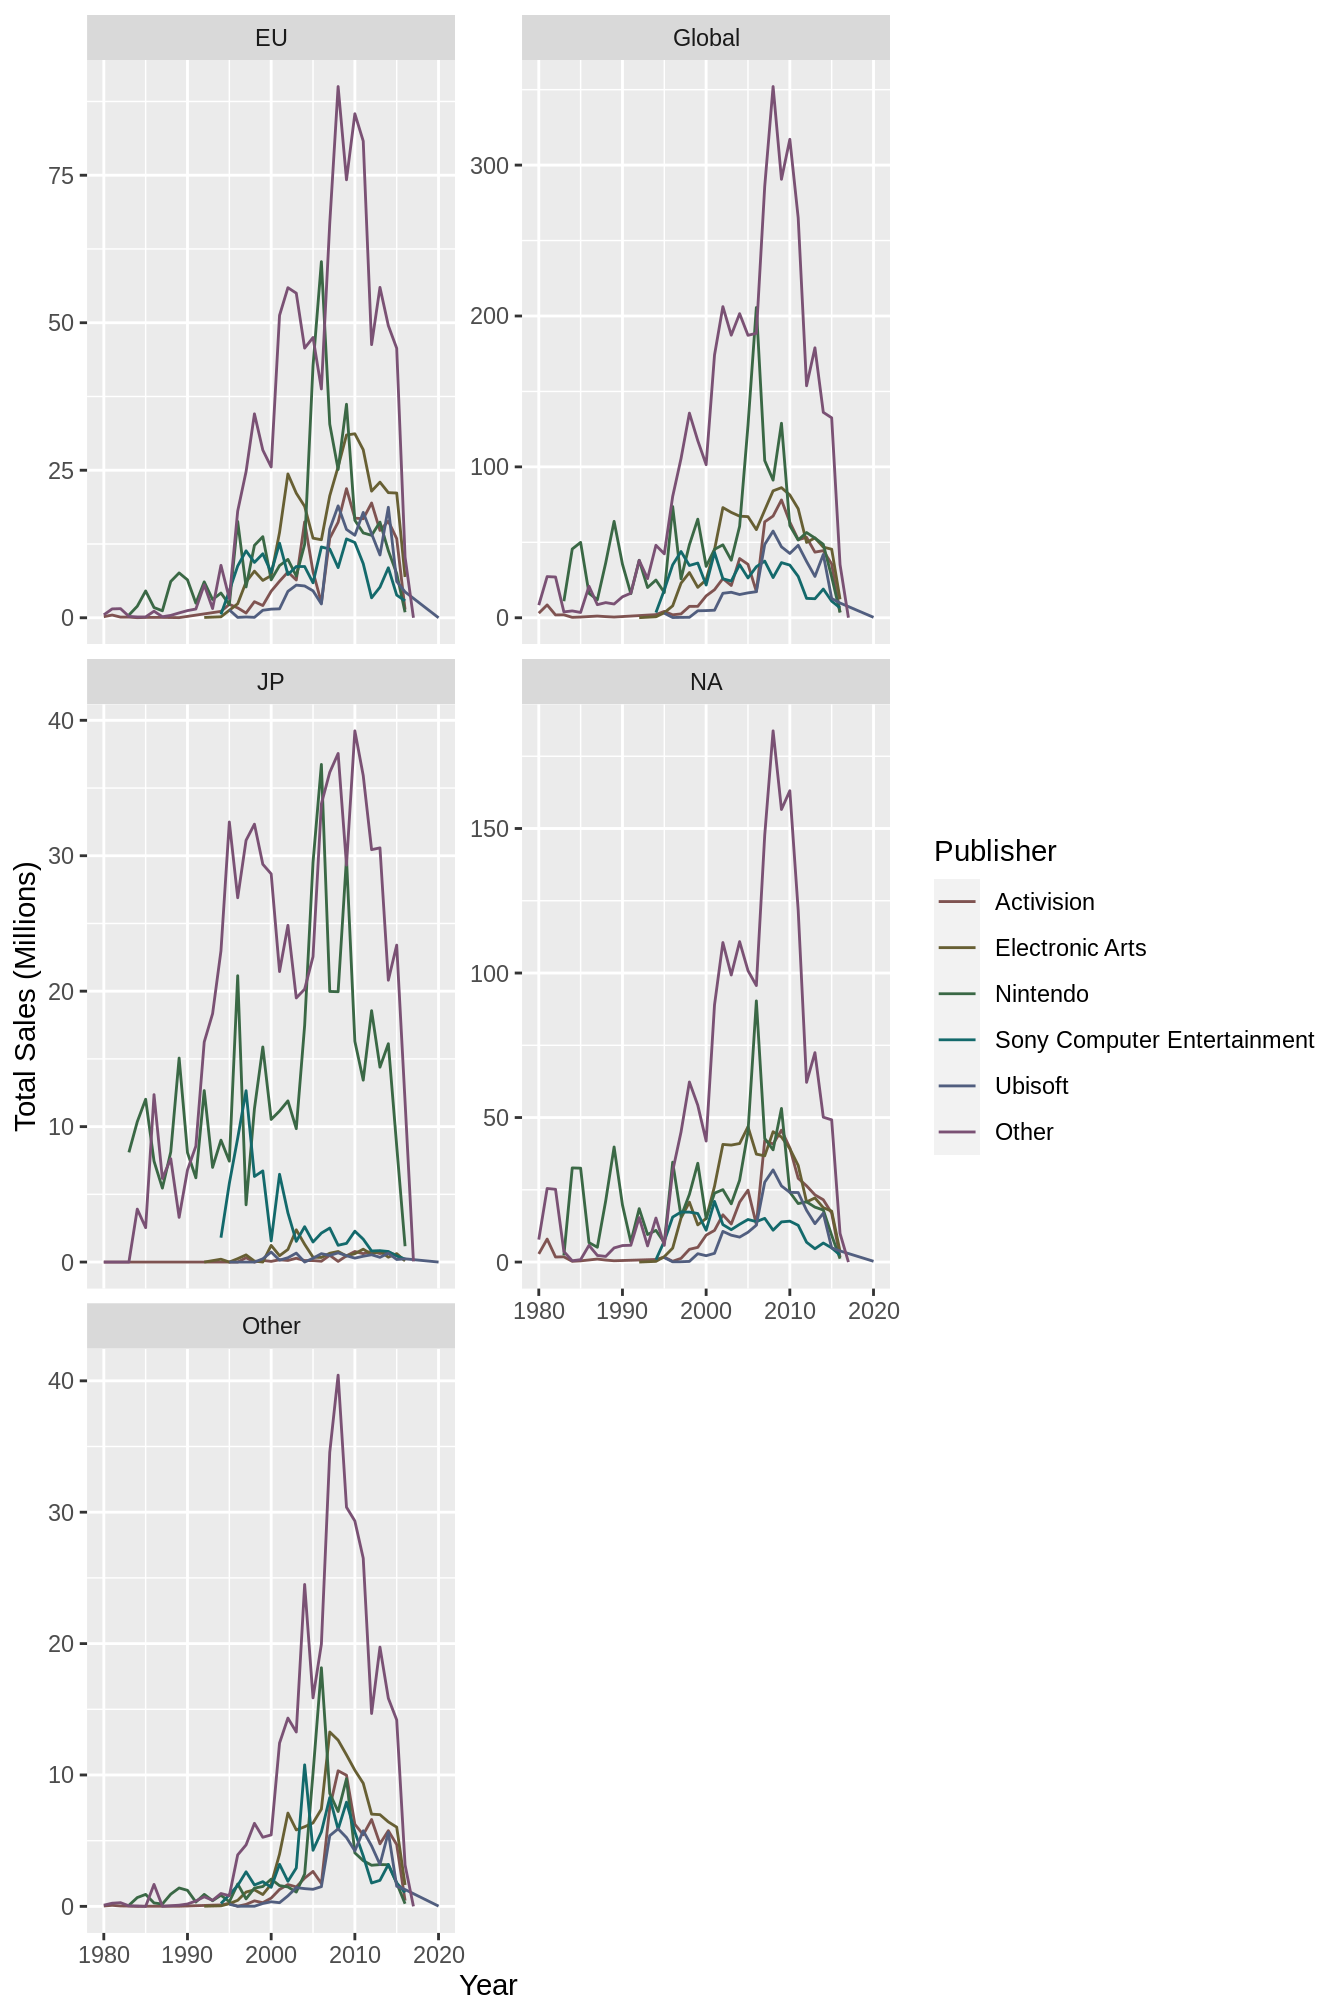 EU
Global
75
50
25
0
300
200
100
0
JP
NA
40
30
20
10
0
150
100
50
0
1980 1990 2000 2010 2020
Other
40
30
20
10
0
1980 1990 2000 2010 2020
Year
Total Sales (Millions)
Publisher
Activision
Electronic Arts
Nintendo
Sony Computer Entertainment
Ubisoft
Other